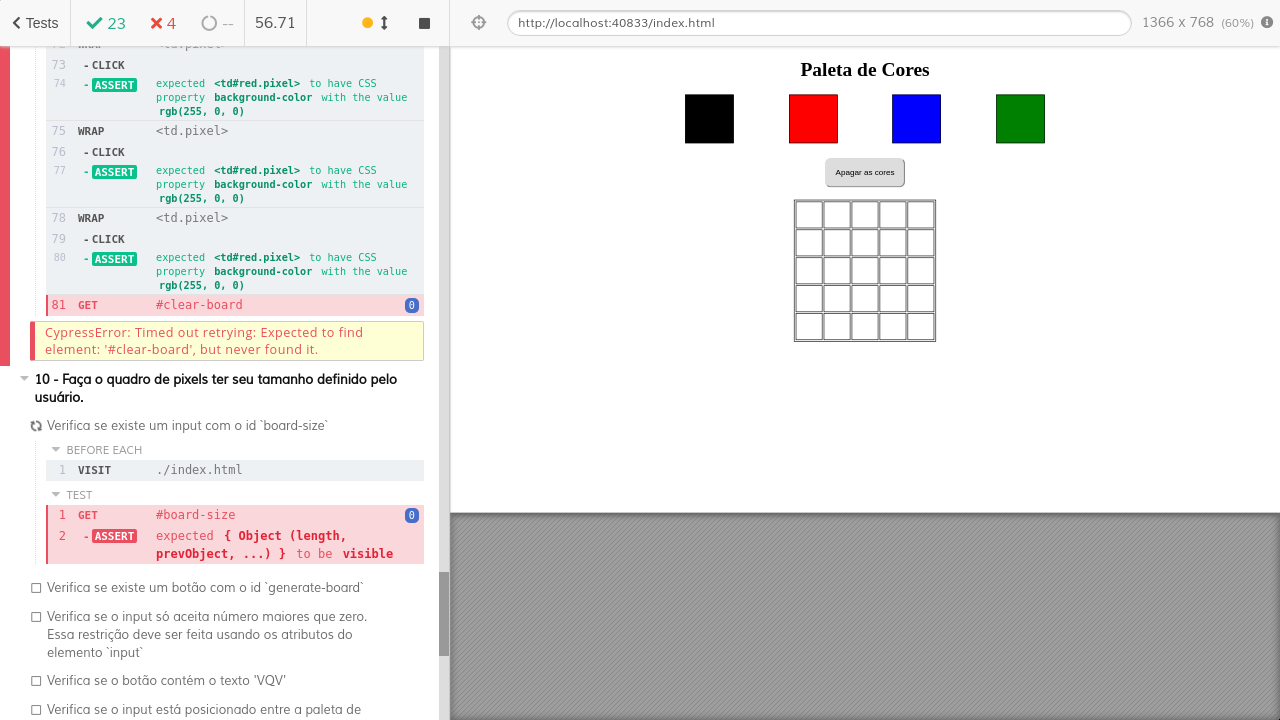 Tests
23
4
--
56.71
http://localhost:40833/index.html
1366 x 768 (60%)
WRAP <td.pixel>
73 - CLICK
74 - ASSERT expected <td#red.pixel> to have CSS
property background-color with the value
rgb(255, 0, 0)
75 WRAP <td.pixel>
76 - CLICK
77 - ASSERT expected <td#red.pixel> to have CSS
property background-color with the value
rgb(255, 0, 0)
78 WRAP <td.pixel>
79 - CLICK
80 - ASSERT expected <td#red.pixel> to have CSS
property background-color with the value
rgb(255, 0, 0)
81 GET #clear-board 0
CypressError: Timed out retrying: Expected to find
element: '#clear-board', but never found it.
10 - Faça o quadro de pixels ter seu tamanho definido pelo
usuário.
Verifica se existe um input com o id `board-size`
BEFORE EACH
1 VISIT ./index.html
TEST
1 GET #board-size 0
2 - ASSERT expected { Object (length,
prevObject, ...) } to be visible
Verifica se existe um botão com o id `generate-board`
Verifica se o input só aceita número maiores que zero.
Essa restrição deve ser feita usando os atributos do
elemento `input`
Verifica se o botão contém o texto 'VQV'
Verifica se o input está posicionado entre a paleta de
Paleta de Cores
Apagar as cores